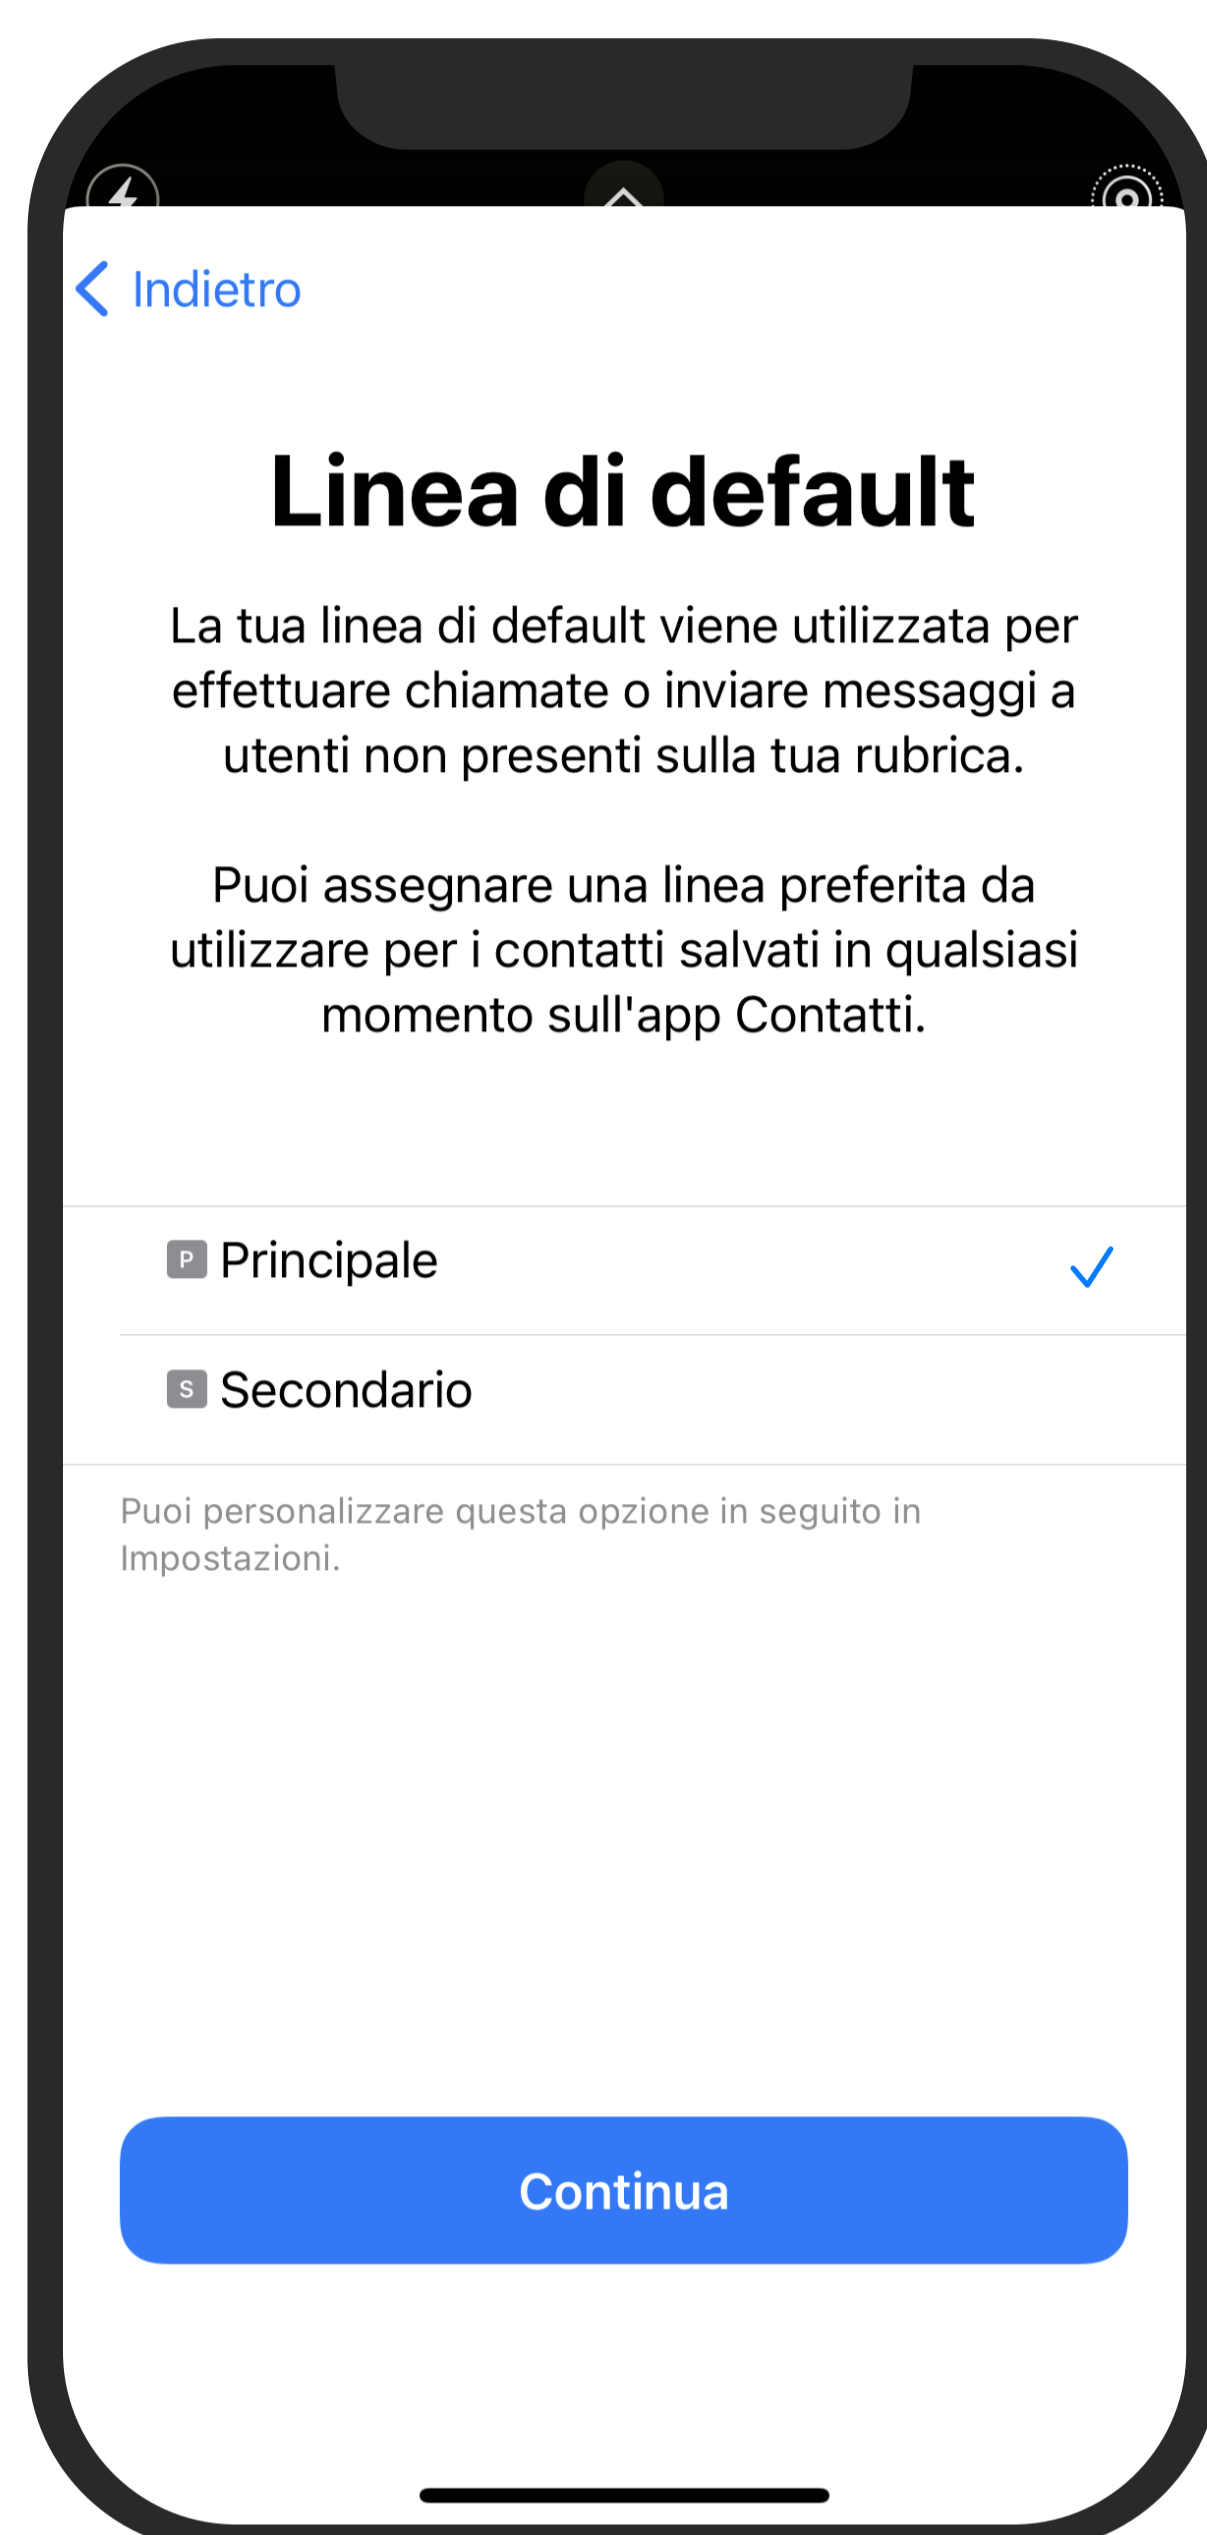 Indietro
Linea di default
La tua linea di default viene utilizzata per
effettuare chiamate o inviare messaggi a
utenti non presenti sulla tua rubrica.
Puoi assegnare una linea preferita da
utilizzare per i contatti salvati in qualsiasi
momento sull'app Contatti.
P Principale
S Secondario
Puoi personalizzare questa opzione in seguito in
Impostazioni.
Continua